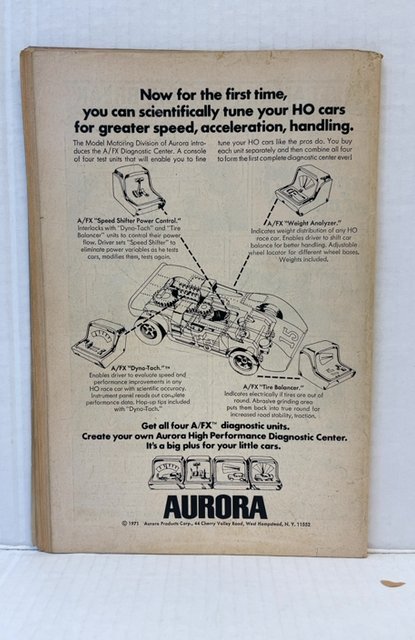 Now for the first time,
you can scientifically tune your HO cars
for greater speed, acceleration, handling.
The Model Motoring Division of Aurora intro-
duces the A/FX Diagnostic Center. A console
of four test units that will enable you to fine
tune your HO cars like the pros do. You buy
each unit separately and then combine all four
to form the first complete diagnostic center ever!
A/FX "Speed Shifter Power Control."
Interlocks with "Dyno-Tach" and "Tire
Balancer" units to control their power
flow. Driver sets "Speed Shifter" to
eliminate power variables as he tests
cars, modifies them, tests again.
A/FX "Weight Analyzer."
Indicates weight distribution of any HO
race car. Enables driver to shift car
balance for better handling. Adjustable
wheel locator for different wheel bases.
Weights included.
5
A/FX "Dyno-Tach."™
Enables driver to evaluate speed and
performance improvements in any
HO race car with scientific accuracy.
Instrument panel reads out complete
performance data. Hop-up tips included
with "Dyno-Tach."
A/FX "Tire Balancer."
Indicates electrically if tires are out of
round. Abrasive grinding area
puts them back into true round for
increased road stability, traction.
Get all four A/FX™ diagnostic units.
Create your own Aurora High Performance Diagnostic Center.
It's a big plus for your little cars.
AURORA
© 1971 Aurora Products Corp., 44 Cherry Valley Road, West Hempstead, N. Y. 11552